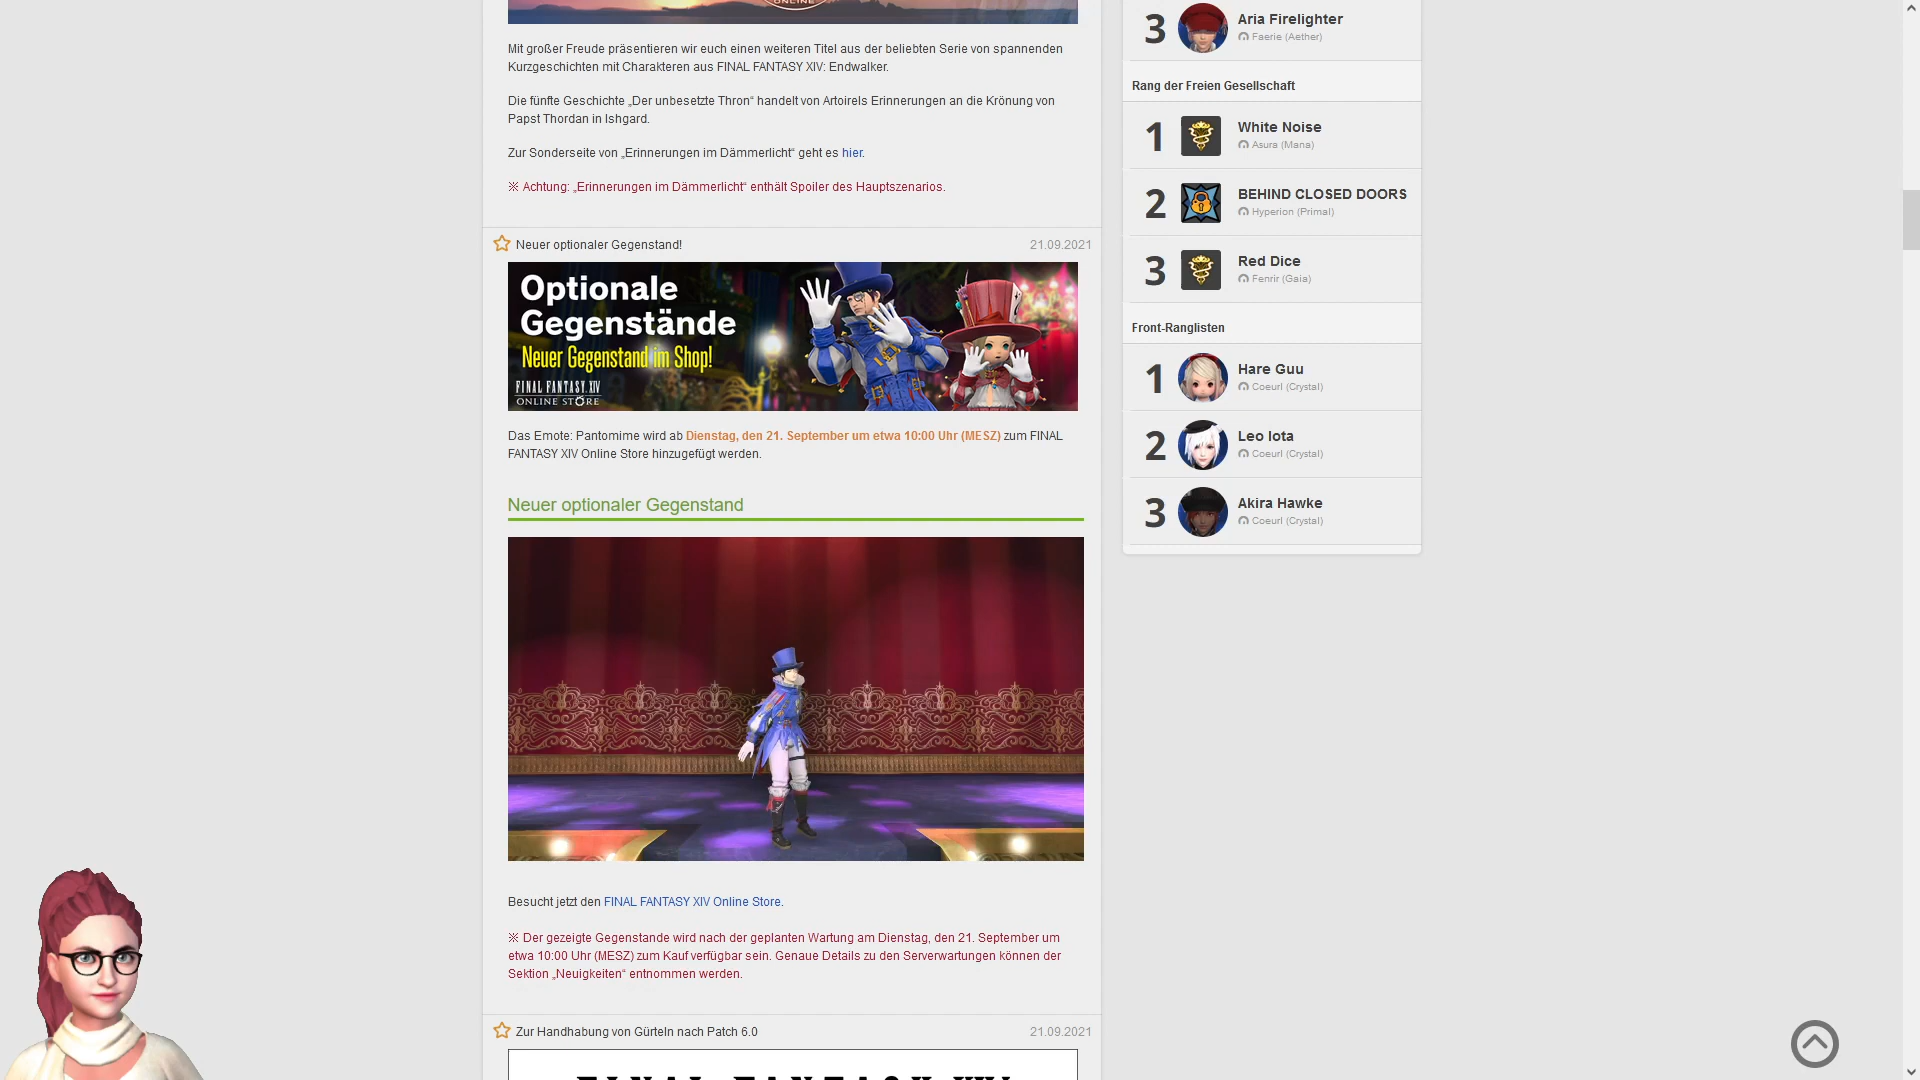 ONLINE
Mit großer Freude präsentieren wir euch einen weiteren Titel aus der beliebten Serie von spannenden
Kurzgeschichten mit Charakteren aus FINAL FANTASY XIV: Endwalker.
Die fünfte Geschichte „Der unbesetzte Thron“ handelt von Artoirels Erinnerungen an die Krönung von
Papst Thordan in Ishgard.
Zur Sonderseite von „Erinnerungen im Dämmerlicht“ geht es hier.
※ Achtung: „Erinnerungen im Dämmerlicht“ enthält Spoiler des Hauptszenarios.
Neuer optionaler Gegenstand! 21.09.2021
Optionale
Gegenstände
Neuer Gegenstand im Shop!
FINAL FANTASY XIV
ONLINE STORE
Das Emote: Pantomime wird ab Dienstag, den 21. September um etwa 10:00 Uhr (MESZ) zum FINAL
FANTASY XIV Online Store hinzugefügt werden.
Neuer optionaler Gegenstand
Besucht jetzt den FINAL FANTASY XIV Online Store.
※ Der gezeigte Gegenstande wird nach der geplanten Wartung am Dienstag, den 21. September um
etwa 10:00 Uhr (MESZ) zum Kauf verfügbar sein. Genaue Details zu den Serverwartungen können der
Sektion „Neuigkeiten“ entnommen werden.
Zur Handhabung von Gürteln nach Patch 6.0 21.09.2021
FINAL FANTASY XIV
3 Aria Firelighter
Faerie (Aether)
Rang der Freien Gesellschaft
1 White Noise
Asura (Mana)
2 BEHIND CLOSED DOORS
Hyperion (Primal)
3 Red Dice
Fenrir (Gaia)
Front-Ranglisten
1 Hare Guu
Coeurl (Crystal)
2 Leo Iota
Coeurl (Crystal)
3 Akira Hawke
Coeurl (Crystal)